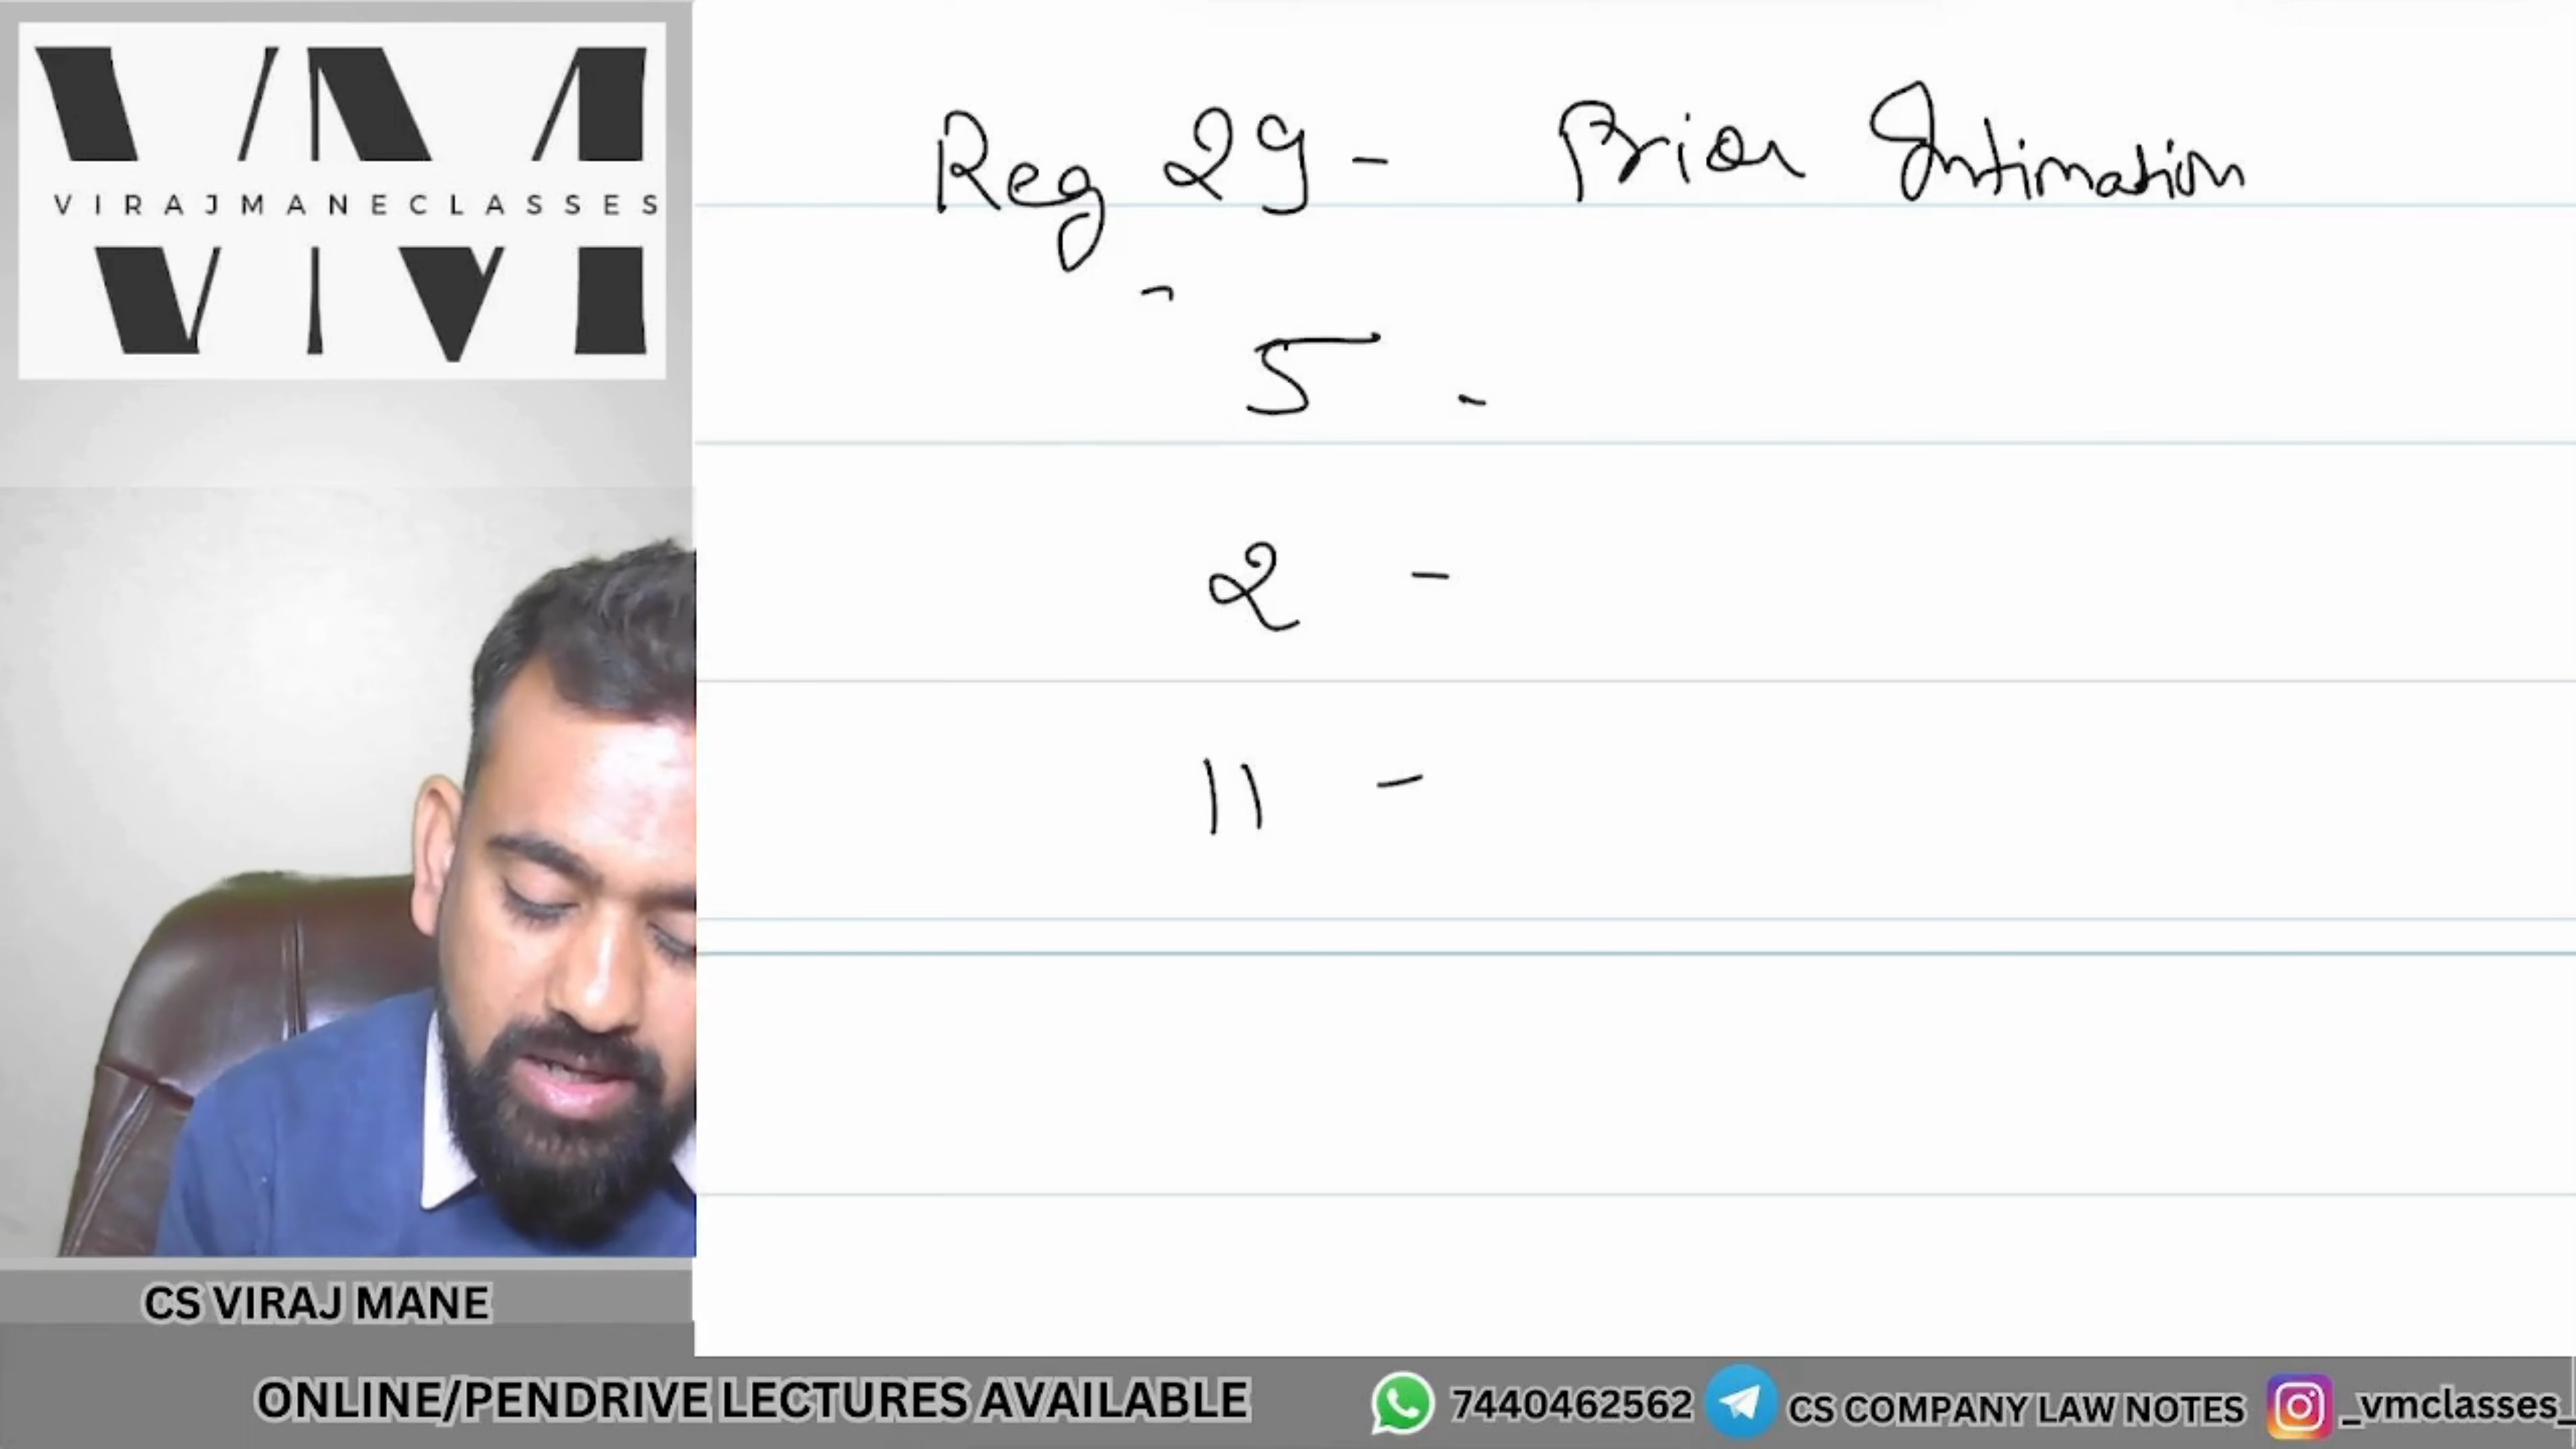 VIRAJMANECLASSES
Reg 29 - Prior Intimation
5 -
2 -
11 -
CS VIRAJ MANE
ONLINE/PENDRIVE LECTURES AVAILABLE
7440462562
CS COMPANY LAW NOTES
_vmclasses_